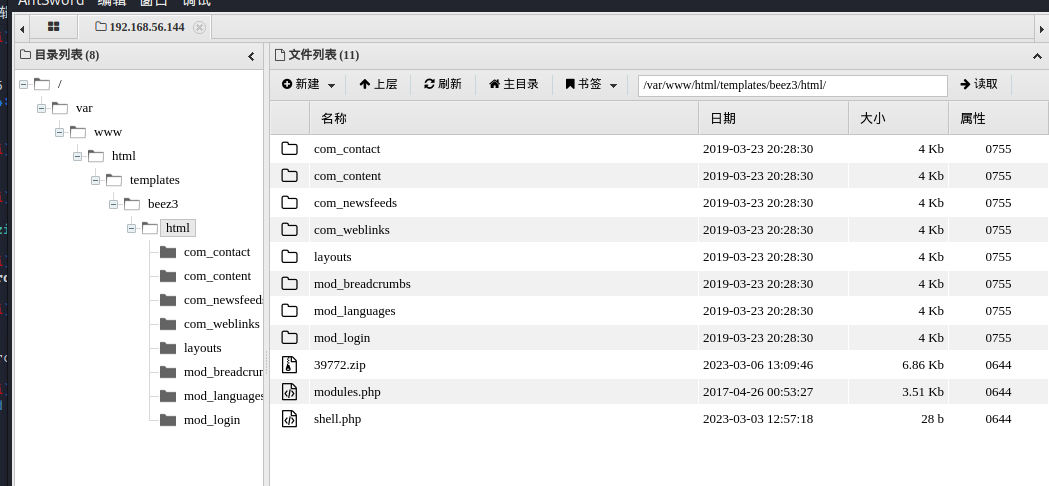 AntSword 编辑 窗口 调试
192.168.56.144
目录列表 (8)
/
var
www
html
templates
beez3
html
com_contact
com_content
com_newsfeeds
com_weblinks
layouts
mod_breadcrum
mod_languages
mod_login
文件列表 (11)
新建 上层 刷新 主目录 书签 /var/www/html/templates/beez3/html/ 读取
名称 日期 大小 属性
com_contact 2019-03-23 20:28:30 4 Kb 0755
com_content 2019-03-23 20:28:30 4 Kb 0755
com_newsfeeds 2019-03-23 20:28:30 4 Kb 0755
com_weblinks 2019-03-23 20:28:30 4 Kb 0755
layouts 2019-03-23 20:28:30 4 Kb 0755
mod_breadcrumbs 2019-03-23 20:28:30 4 Kb 0755
mod_languages 2019-03-23 20:28:30 4 Kb 0755
mod_login 2019-03-23 20:28:30 4 Kb 0755
39772.zip 2023-03-06 13:09:46 6.86 Kb 0644
modules.php 2017-04-26 00:53:27 3.51 Kb 0644
shell.php 2023-03-03 12:57:18 28 b 0644